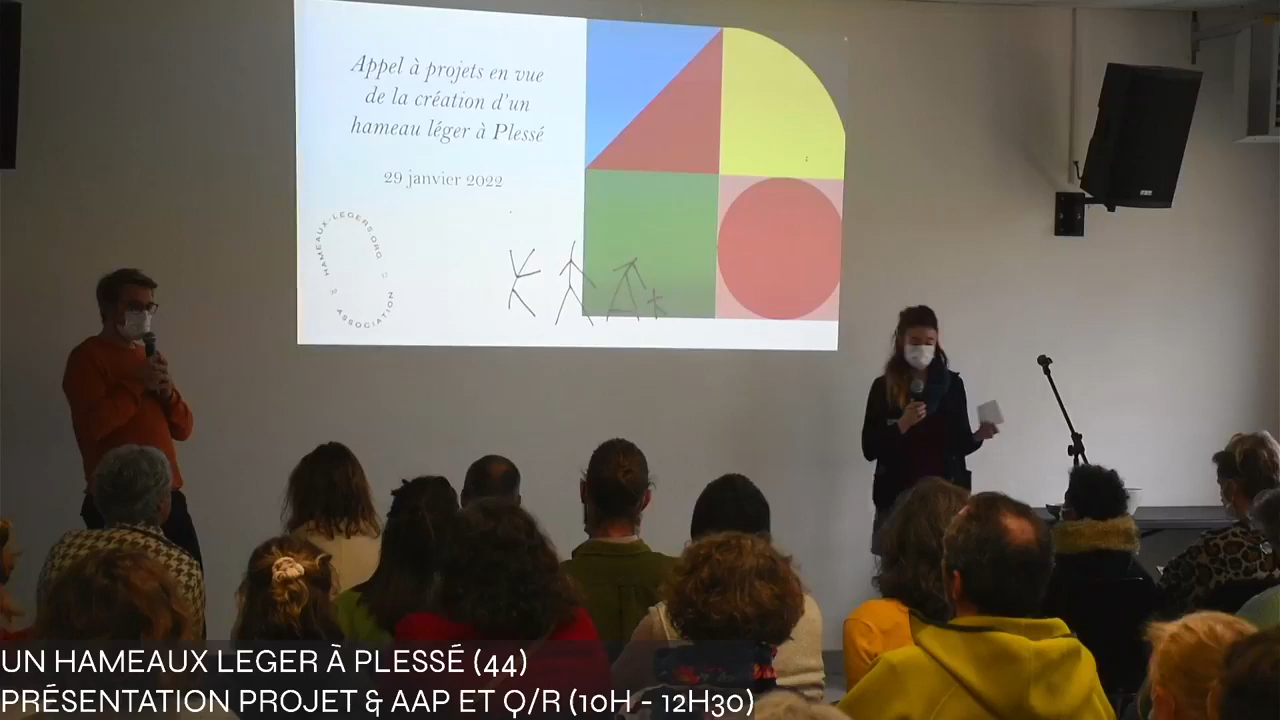 Appel à projets en vue
de la création d'un
hameau léger à Plessé
29 janvier 2022
HAMEAUX-LEGERS.ORG
ASSOCIATION
UN HAMEAUX LEGER À PLESSÉ (44)
PRÉSENTATION PROJET & AAP ET Q/R (10H - 12H30)